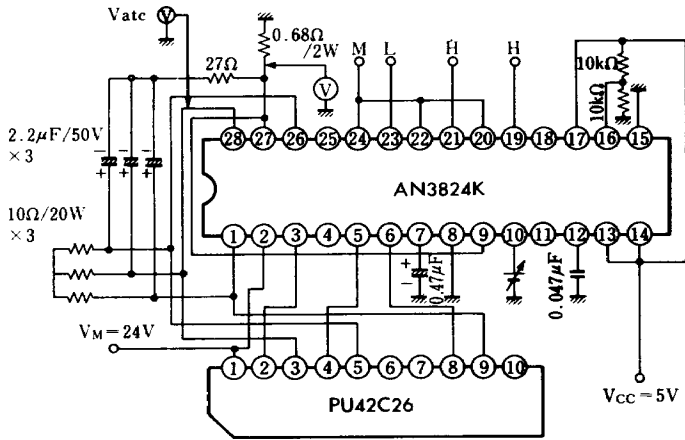 Vatc
V
0.68Ω
/2W
V
27Ω
M L H H
10kΩ
10kΩ
2.2μF/50V
×3
28 27 26 25 24 23 22 21 20 19 18 17 16 15
AN3824K
10Ω/20W
×3
1 2 3 4 5 6 7 8 9 10 11 12 13 14
0.47μF
0.047μF
VM=24V
1 2 3 4 5 6 7 8 9 10
VCC=5V
PU42C26